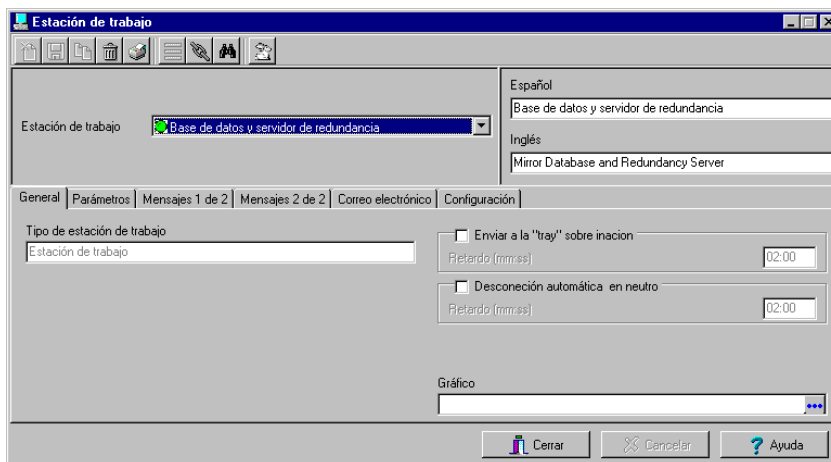 Estación de trabajo
Español
Base de datos y servidor de redundancia
Estación de trabajo
Base de datos y servidor de redundancia
Inglés
Mirror Database and Redundancy Server
General Parámetros Mensajes 1 de 2 Mensajes 2 de 2 Correo electrónico Configuración
Tipo de estación de trabajo
Estación de trabajo
Enviar a la "tray" sobre inacion
Retardo (mm:ss) 02:00
Desconeción automática en neutro
Retardo (mm:ss) 02:00
Gráfico
Cerrar Cancelar Ayuda